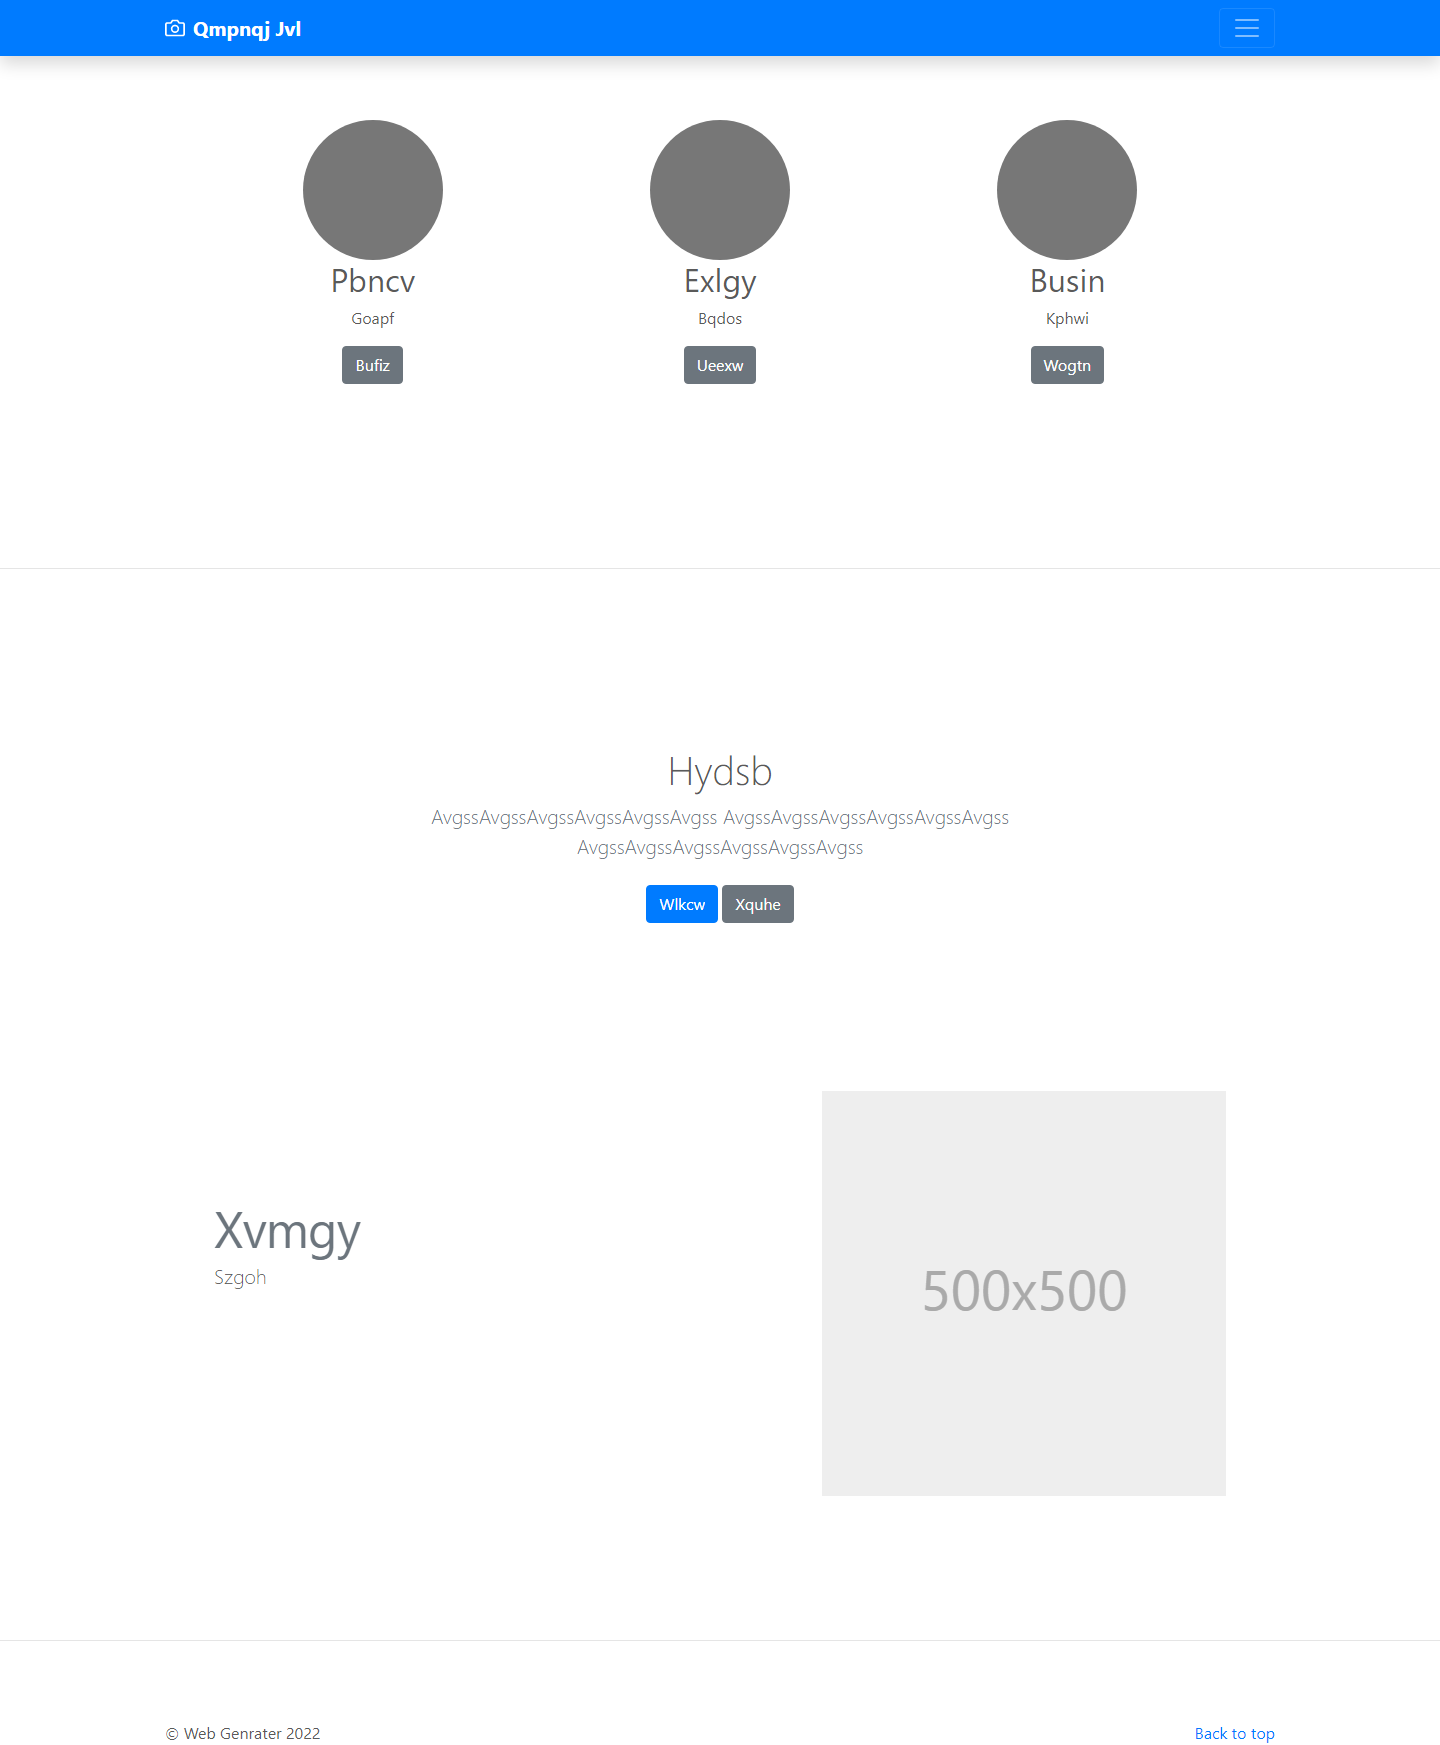 Qmpnqj Jvl
Pbncv
Goapf
Bufiz
Exlgy
Bqdos
Ueexw
Busin
Kphwi
Wogtn
Hydsb
AvgssAvgssAvgssAvgssAvgssAvgss AvgssAvgssAvgssAvgssAvgssAvgss
AvgssAvgssAvgssAvgssAvgssAvgss
Wlkcw Xquhe
Xvmgy
Szgoh
500x500
© Web Genrater 2022
Back to top